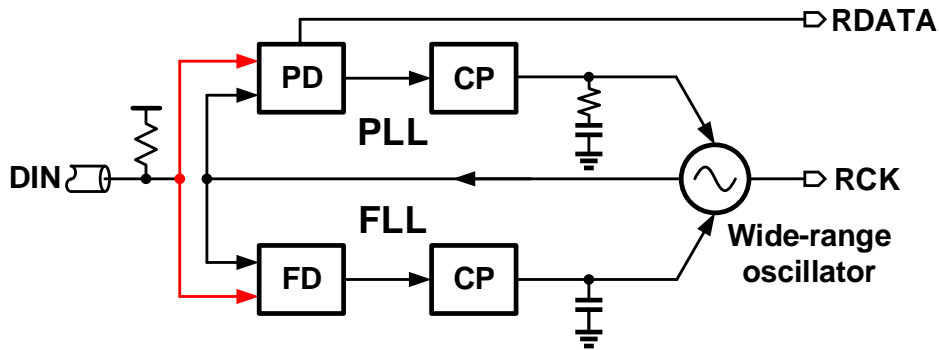 RDATA
PD
CP
PLL
DIN
RCK
FLL
Wide-range
oscillator
FD
CP